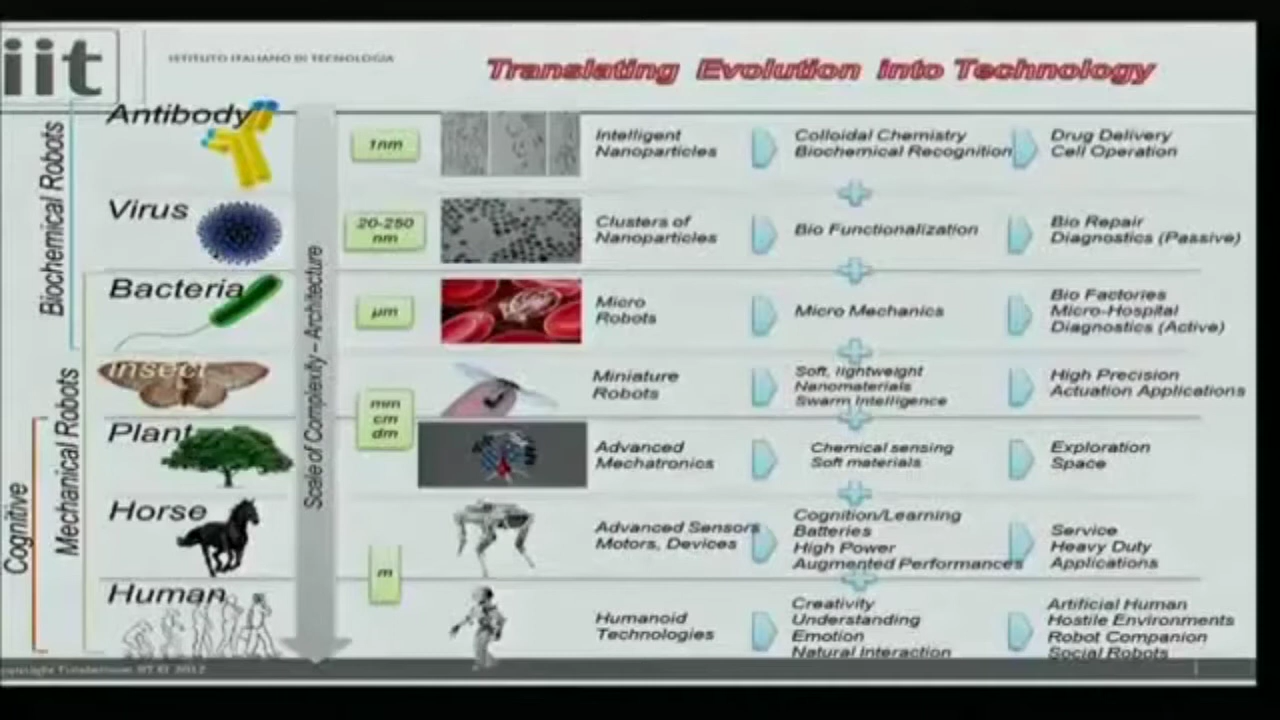 iit
ISTITUTO ITALIANO DI TECNOLOGIA
Translating Evolution into Technology
Biochemical Robots
Mechanical Robots
Cognitive
Scale of Complexity – Architecture
Antibody
1nm
Intelligent
Nanoparticles
Colloidal Chemistry
Biochemical Recognition
Drug Delivery
Cell Operation
Virus
20-250
nm
Clusters of
Nanoparticles
Bio Functionalization
Bio Repair
Diagnostics (Passive)
Bacteria
µm
Micro
Robots
Micro Mechanics
Bio Factories
Micro-Hospital
Diagnostics (Active)
Insect
mm
cm
dm
Miniature
Robots
Soft, lightweight
Nanomaterials
Swarm Intelligence
High Precision
Actuation Applications
Plant
Advanced
Mechatronics
Chemical sensing
Soft materials
Exploration
Space
Horse
m
Advanced Sensors
Motors, Devices
Cognition/Learning
Batteries
High Power
Augmented Performances
Service
Heavy Duty
Applications
Human
Humanoid
Technologies
Creativity
Understanding
Emotion
Natural Interaction
Artificial Human
Hostile Environments
Robot Companion
Social Robots
2012